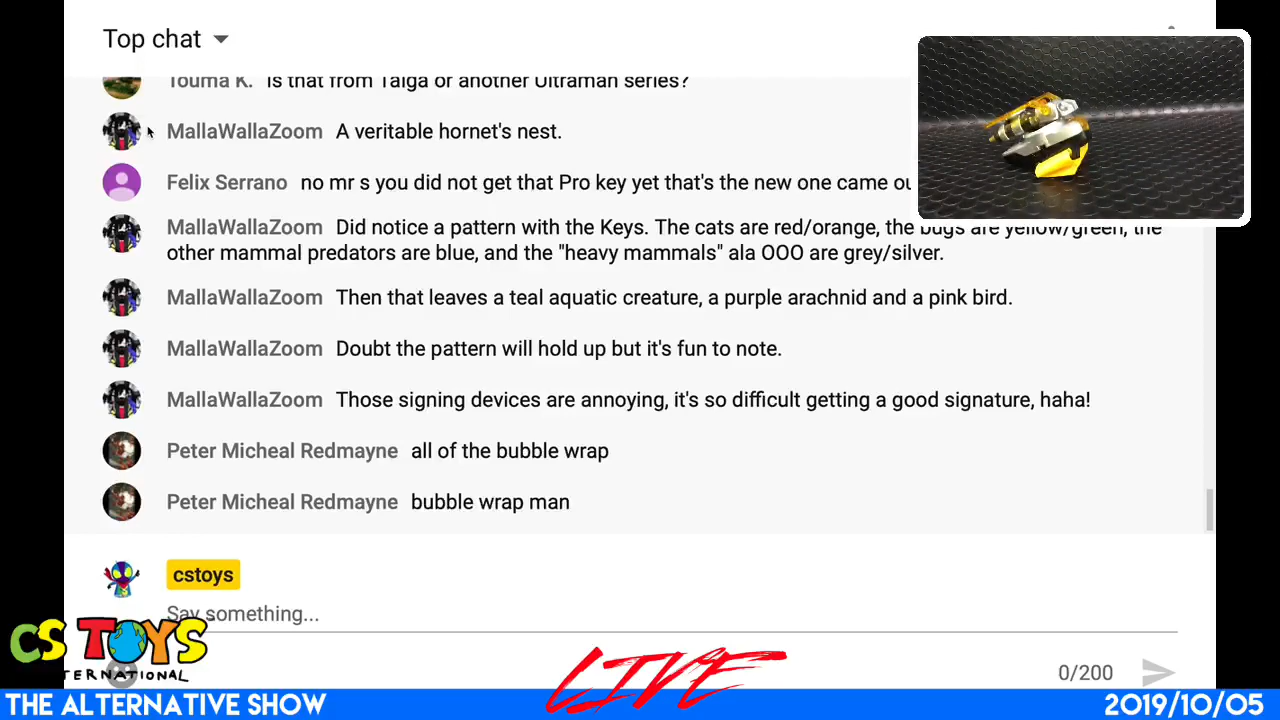 Top chat
Touma K. Is that from Taiga or another Ultraman series?
MallaWallaZoom A veritable hornet's nest.
Felix Serrano no mr s you did not get that Pro key yet that's the new one came
MallaWallaZoom Did notice a pattern with the Keys. The cats are red/orange, the bugs are yellow/green, the
other mammal predators are blue, and the "heavy mammals" ala OOO are grey/silver.
MallaWallaZoom Then that leaves a teal aquatic creature, a purple arachnid and a pink bird.
MallaWallaZoom Doubt the pattern will hold up but it's fun to note.
MallaWallaZoom Those signing devices are annoying, it's so difficult getting a good signature, haha!
Peter Micheal Redmayne all of the bubble wrap
Peter Micheal Redmayne bubble wrap man
cstoys
Say something...
CS TOYS
TERNATIONAL
LIVE
0/200
THE ALTERNATIVE SHOW
2019/10/05